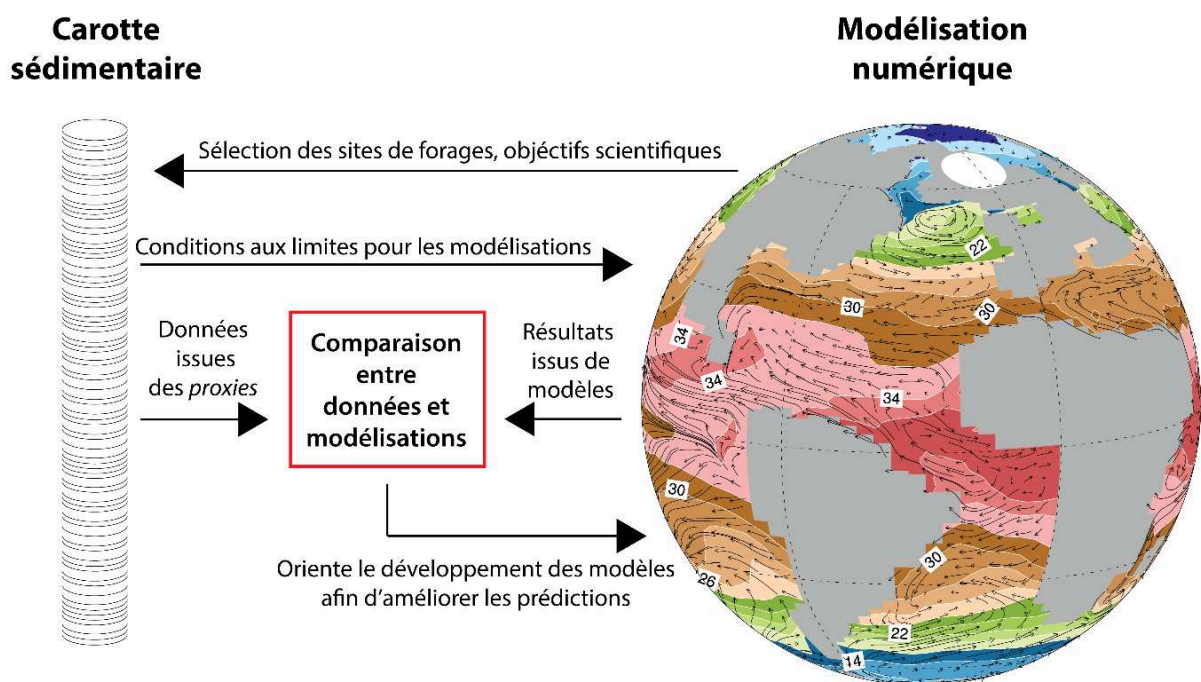 Carotte
sédimentaire
Modélisation
numérique
Sélection des sites de forages, objéctifs scientifiques
Conditions aux limites pour les modélisations
Données
issues
des proxies
Comparaison
entre
données et
modélisations
Résultats
issus de
modèles
Oriente le développement des modèles
afin d'améliorer les prédictions
22
30
30
34
34
34
30
30
26
22
14